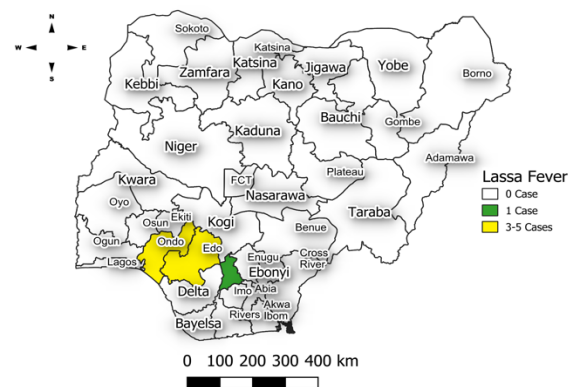 N
W E
S
Sokoto
Katsina
Zamfara
Katsina
Jigawa
Yobe
Borno
Kebbi
Kano
Bauchi
Gombe
Kaduna
Niger
Adamawa
Plateau
FCT
Nasarawa
Kwara
Taraba
Oyo
Kogi
Benue
Osun
Ekiti
Ondo
Edo
Ogun
Lagos
Enugu
Cross
River
Ebonyi
Delta
Imo
Abia
Akwa
Ibom
Rivers
Bayelsa
Lassa Fever
0 Case
1 Case
3-5 Cases
0 100 200 300 400 km